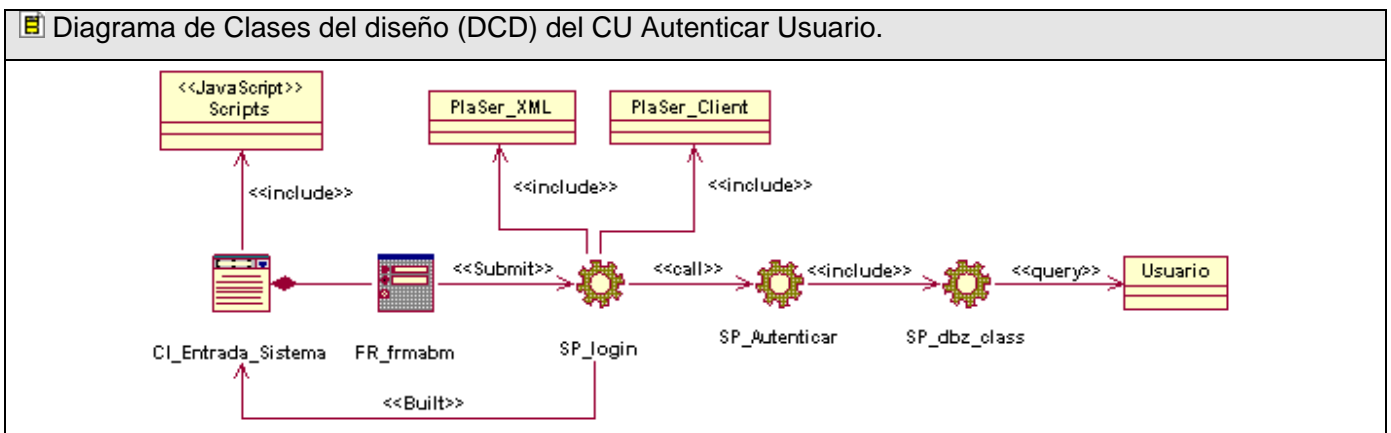 Diagrama de Clases del diseño (DCD) del CU Autenticar Usuario.
<<JavaScript>>
Scripts
PlaSer_XML
PlaSer_Client
<<include>>
<<include>>
<<include>>
<<Submit>>
<<call>>
<<include>>
<<query>>
Usuario
CI_Entrada_Sistema
FR_frmabm
SP_login
SP_Autenticar
SP_dbz_class
<<Built>>